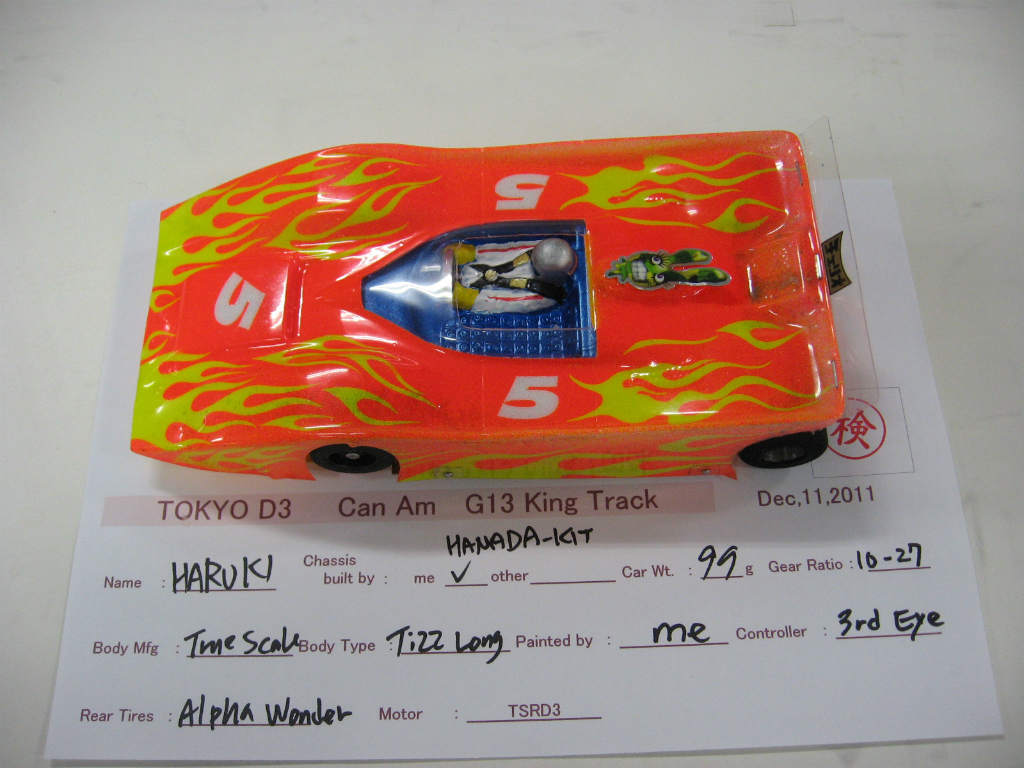 5
5
5
検
TOKYO D3 Can Am G13 King Track Dec,11,2011
HANADA-KIT
Name : HARUKI Chassis built by : me ✓ other Car Wt. : 99 g Gear Ratio : 10-27
Body Mfg : True Scale Body Type : Ti22 Long Painted by : me Controller : 3rd Eye
Rear Tires : Alpha Wonder Motor : TSRD3